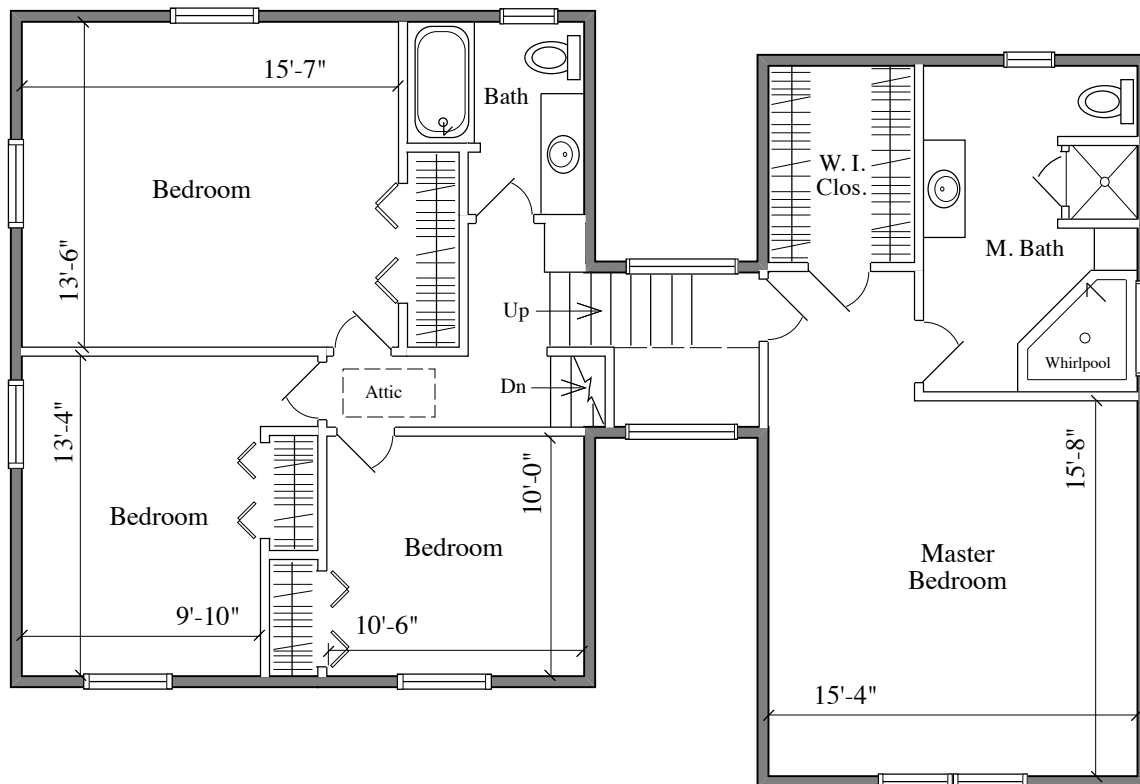 15'-7"
Bath
Bedroom
W. I.
Clos.
13'-6"
M. Bath
Up
Whirlpool
Attic
Dn
13'-4"
10'-0"
15'-8"
Bedroom
Bedroom
Master
Bedroom
9'-10"
10'-6"
15'-4"